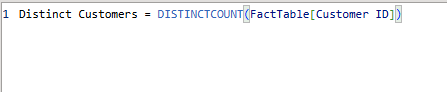 1 Distinct Customers = DISTINCTCOUNT(FactTable[Customer ID])